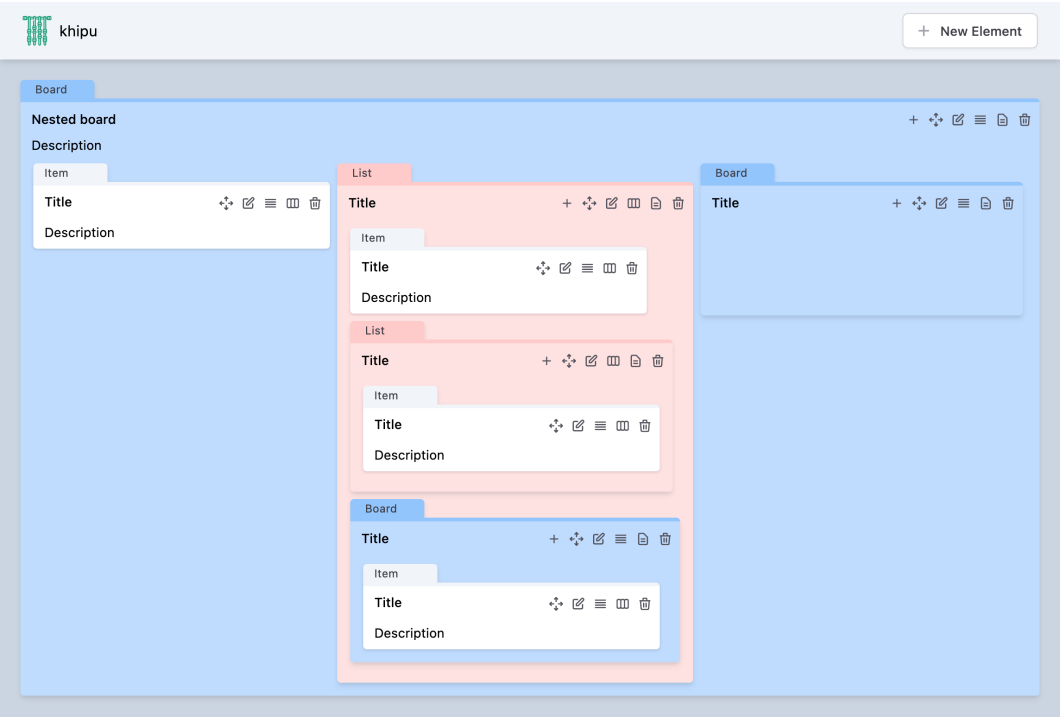 khipu
New Element
Board
Nested board
Description
Item
Title
Description
List
Title
Item
Title
Description
List
Title
Item
Title
Description
Board
Title
Item
Title
Description
Board
Title